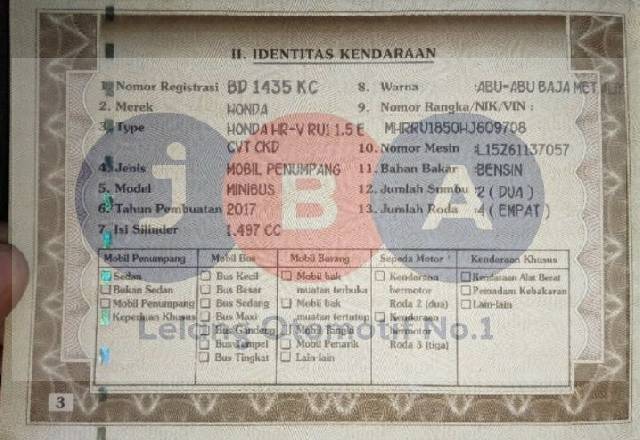 II. IDENTITAS KENDARAAN
1. Nomor Registrasi BD 1435 KC
2. Merek HONDA
3. Type HONDA HR-V RU1 1.5 E
CVT CKD
4. Jenis MOBIL PENUMPANG
5. Model MINIBUS
6. Tahun Pembuatan 2017
7. Isi Silinder 1.497 CC
8. Warna :ABU-ABU BAJA METALIK
9. Nomor Rangka/NIK/VIN :
MHRRU1850HJ609708
10. Nomor Mesin :L15Z61137057
11. Bahan Bakar :BENSIN
12. Jumlah Sumbu :2 ( DUA )
13. Jumlah Roda :4 ( EMPAT )
Mobil Penumpang
Sedan
Bukan Sedan
Mobil Penumpang
Keperluan Khusus
Mobil Bus
Bus Kecil
Bus Besar
Bus Sedang
Bus Maxi
Bus Gandeng
Bus Tempel
Bus Tingkat
Mobil Barang
Mobil bak
muatan terbuka
Mobil bak
muatan tertutup
Mobil Tangki
Mobil Penarik
Lain-lain
Sepeda Motor
Kendaraan
bermotor
Roda 2 (dua)
Kendaraan
bermotor
Roda 3 (tiga)
Kendaraan Khusus
Kendaraan Alat Berat
Pemadam Kebakaran
Lain-lain
jBA
Lelang Otomotif No.1
3